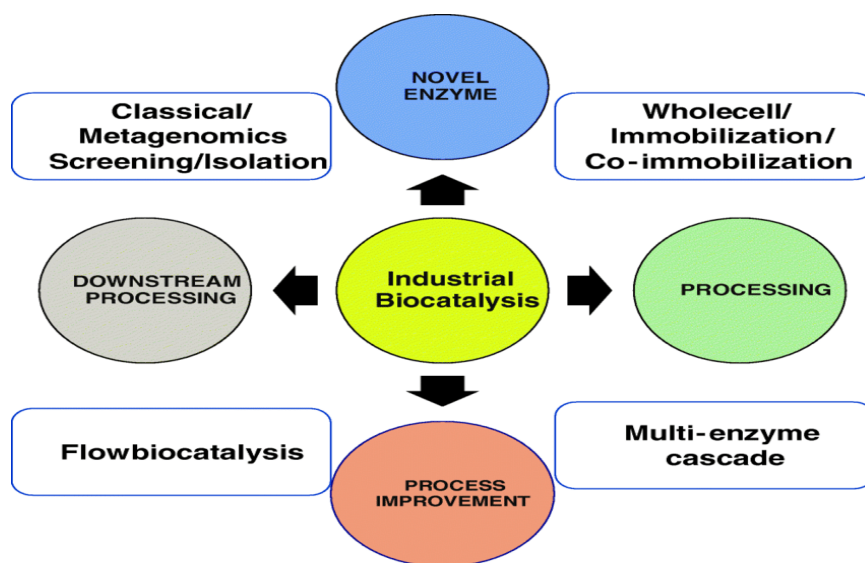 NOVEL
ENZYME
Classical/
Metagenomics
Screening/Isolation
Wholecell/
Immobilization/
Co-immobilization
DOWNSTREAM
PROCESSING
Industrial
Biocatalysis
PROCESSING
Flowbiocatalysis
Multi-enzyme
cascade
PROCESS
IMPROVEMENT